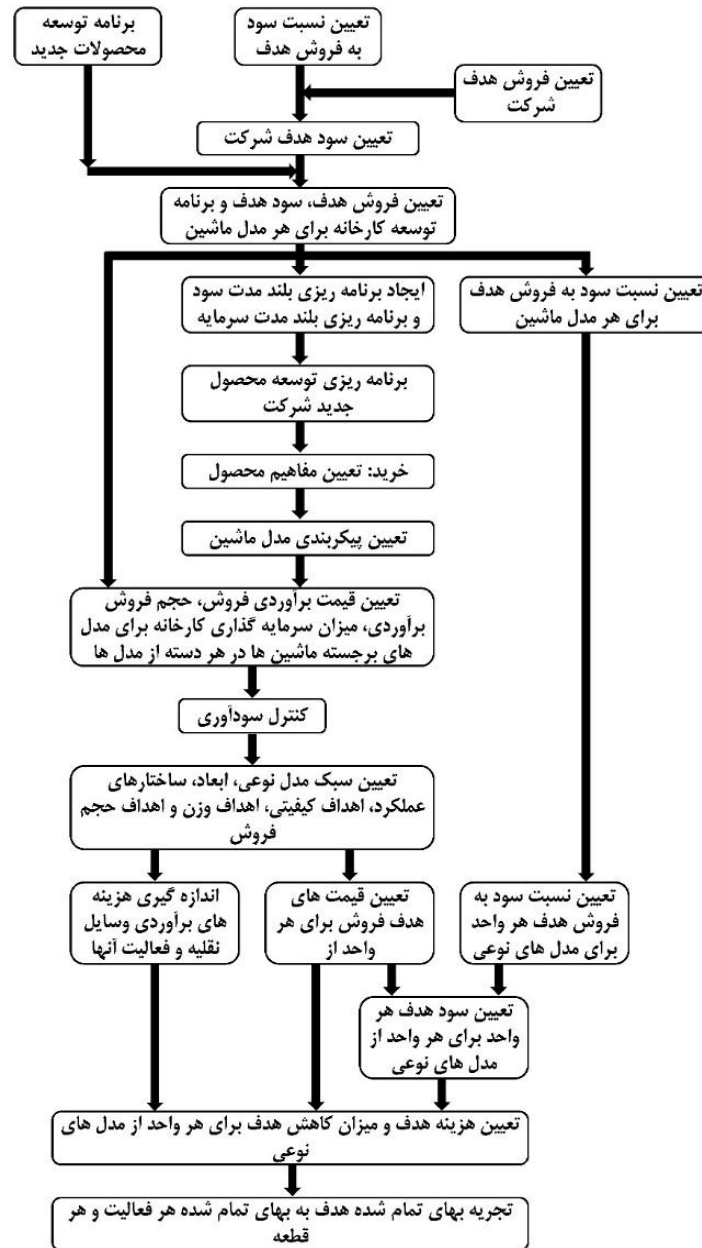 برنامه توسعه
محصولات جدید
تعیین نسبت سود
به فروش هدف
تعیین فروش هدف
شرکت
تعیین سود هدف شرکت
تعیین فروش هدف، سود هدف و برنامه
توسعه کارخانه برای هر مدل ماشین
ایجاد برنامه ریزی بلند مدت سود
و برنامه ریزی بلند مدت سرمایه
تعیین نسبت سود به فروش هدف
برای هر مدل ماشین
برنامه ریزی توسعه محصول
جدید شرکت
خرید: تعیین مفاهیم محصول
تعیین پیکربندی مدل ماشین
تعیین قیمت برآوردی فروش، حجم فروش
برآوردی، میزان سرمایه گذاری کارخانه برای مدل
های برجسته ماشین ها در هر دسته از مدل ها
کنترل سودآوری
تعیین سبک مدل نوعی، ابعاد، ساختارهای
عملکرد، اهداف کیفیتی، اهداف وزن و اهداف حجم
فروش
اندازه گیری هزینه
های برآوردی وسایل
نقلیه و فعالیت آنها
تعیین قیمت های
هدف فروش برای هر
واحد از
تعیین نسبت سود به
فروش هدف هر واحد
برای مدل های نوعی
تعیین سود هدف هر
واحد برای هر واحد از
مدل های نوعی
تعیین هزینه هدف و میزان کاهش هدف برای هر واحد از مدل های
نوعی
تجریه بهای تمام شده هدف به بهای تمام شده هر فعالیت و هر
قطعه